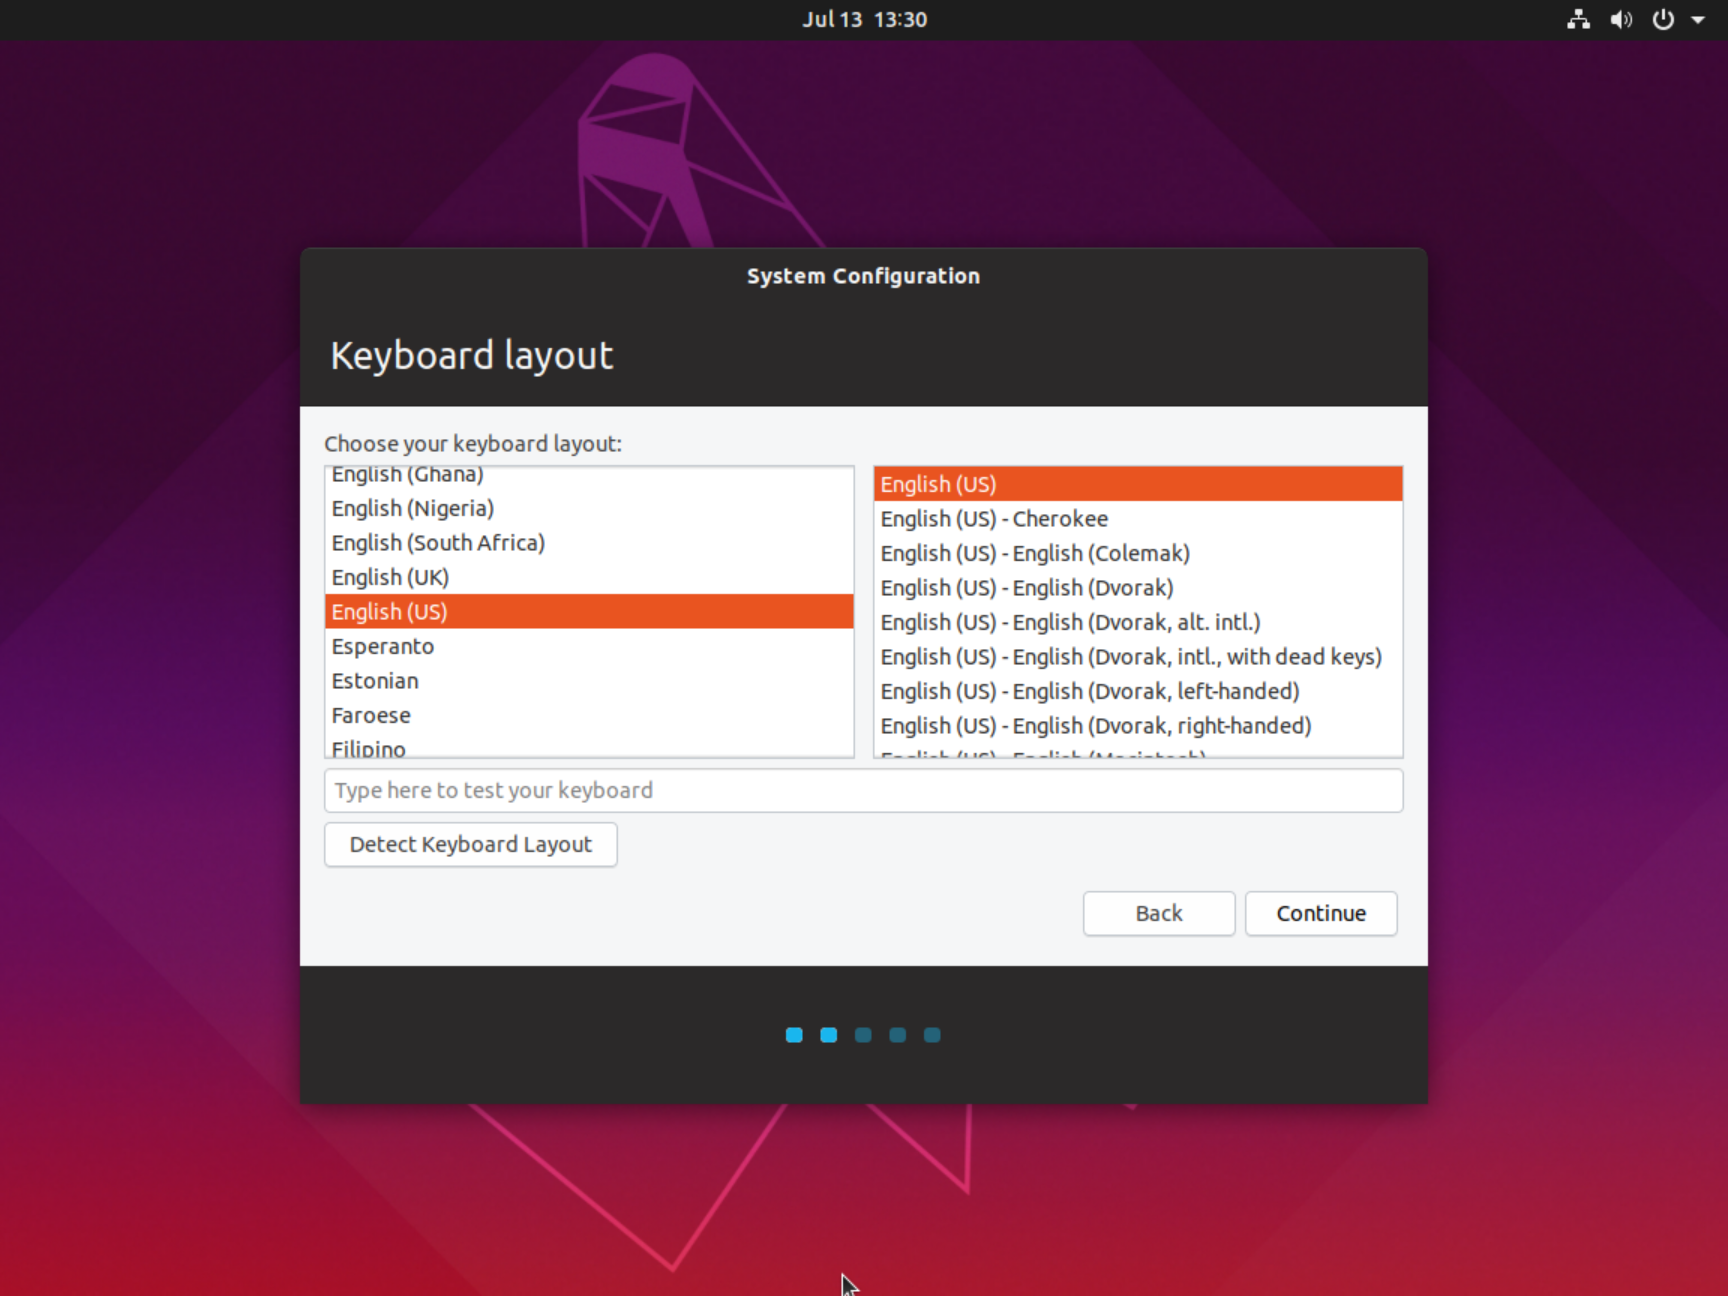 Jul 13 13:30
System Configuration
Keyboard layout
Choose your keyboard layout:
English (Ghana)
English (Nigeria)
English (South Africa)
English (UK)
English (US)
Esperanto
Estonian
Faroese
Filipino
English (US)
English (US) - Cherokee
English (US) - English (Colemak)
English (US) - English (Dvorak)
English (US) - English (Dvorak, alt. intl.)
English (US) - English (Dvorak, intl., with dead keys)
English (US) - English (Dvorak, left-handed)
English (US) - English (Dvorak, right-handed)
English (US) - English (Macintosh)
Type here to test your keyboard
Detect Keyboard Layout
Back
Continue